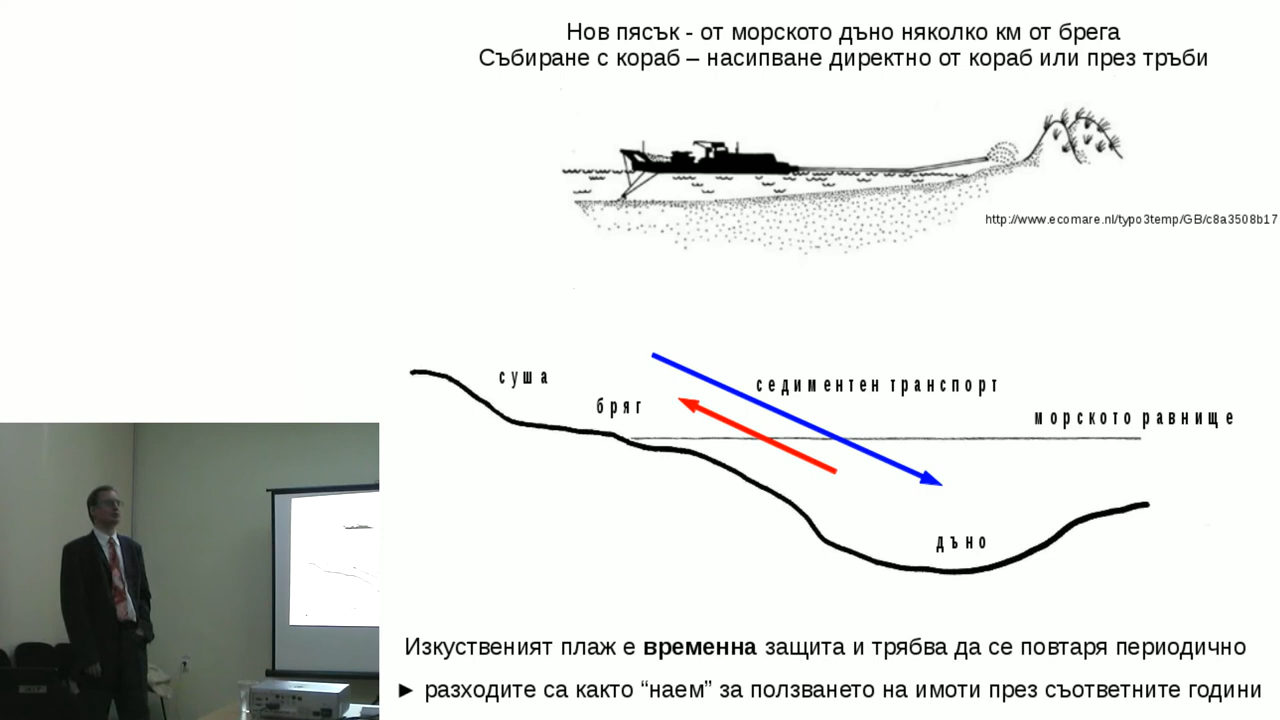 Нов пясък - от морското дъно няколко км от брега
Събиране с кораб – насипване директно от кораб или през тръби
http://www.ecomare.nl/typo3temp/GB/c8a3508b17
суша
седиментен транспорт
бряг
морското равнище
дъно
Изкуственият плаж е временна защита и трябва да се повтаря периодично
► разходите са както “наем” за ползването на имоти през съответните години